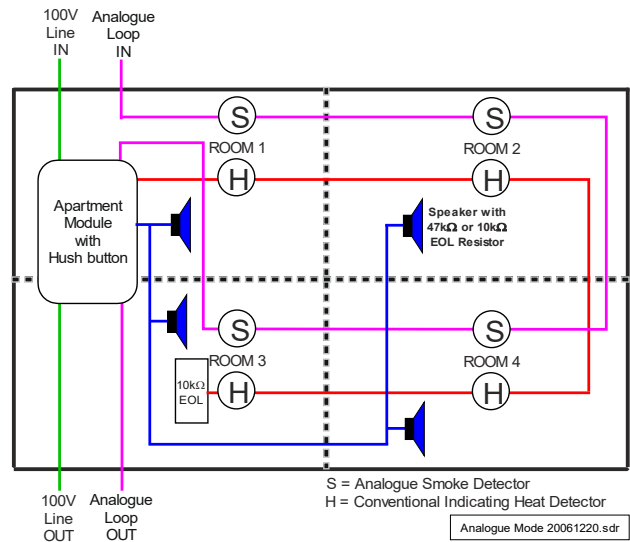 100V
Line
IN
Analogue
Loop
IN
S
ROOM 1
S
ROOM 2
H
H
Apartment
Module
with
Hush button
Speaker with
47kΩ or 10kΩ
EOL Resistor
S
ROOM 3
S
ROOM 4
10kΩ
EOL
H
H
S = Analogue Smoke Detector
H = Conventional Indicating Heat Detector
100V
Line
OUT
Analogue
Loop
OUT
Analogue Mode 20061220.sdr